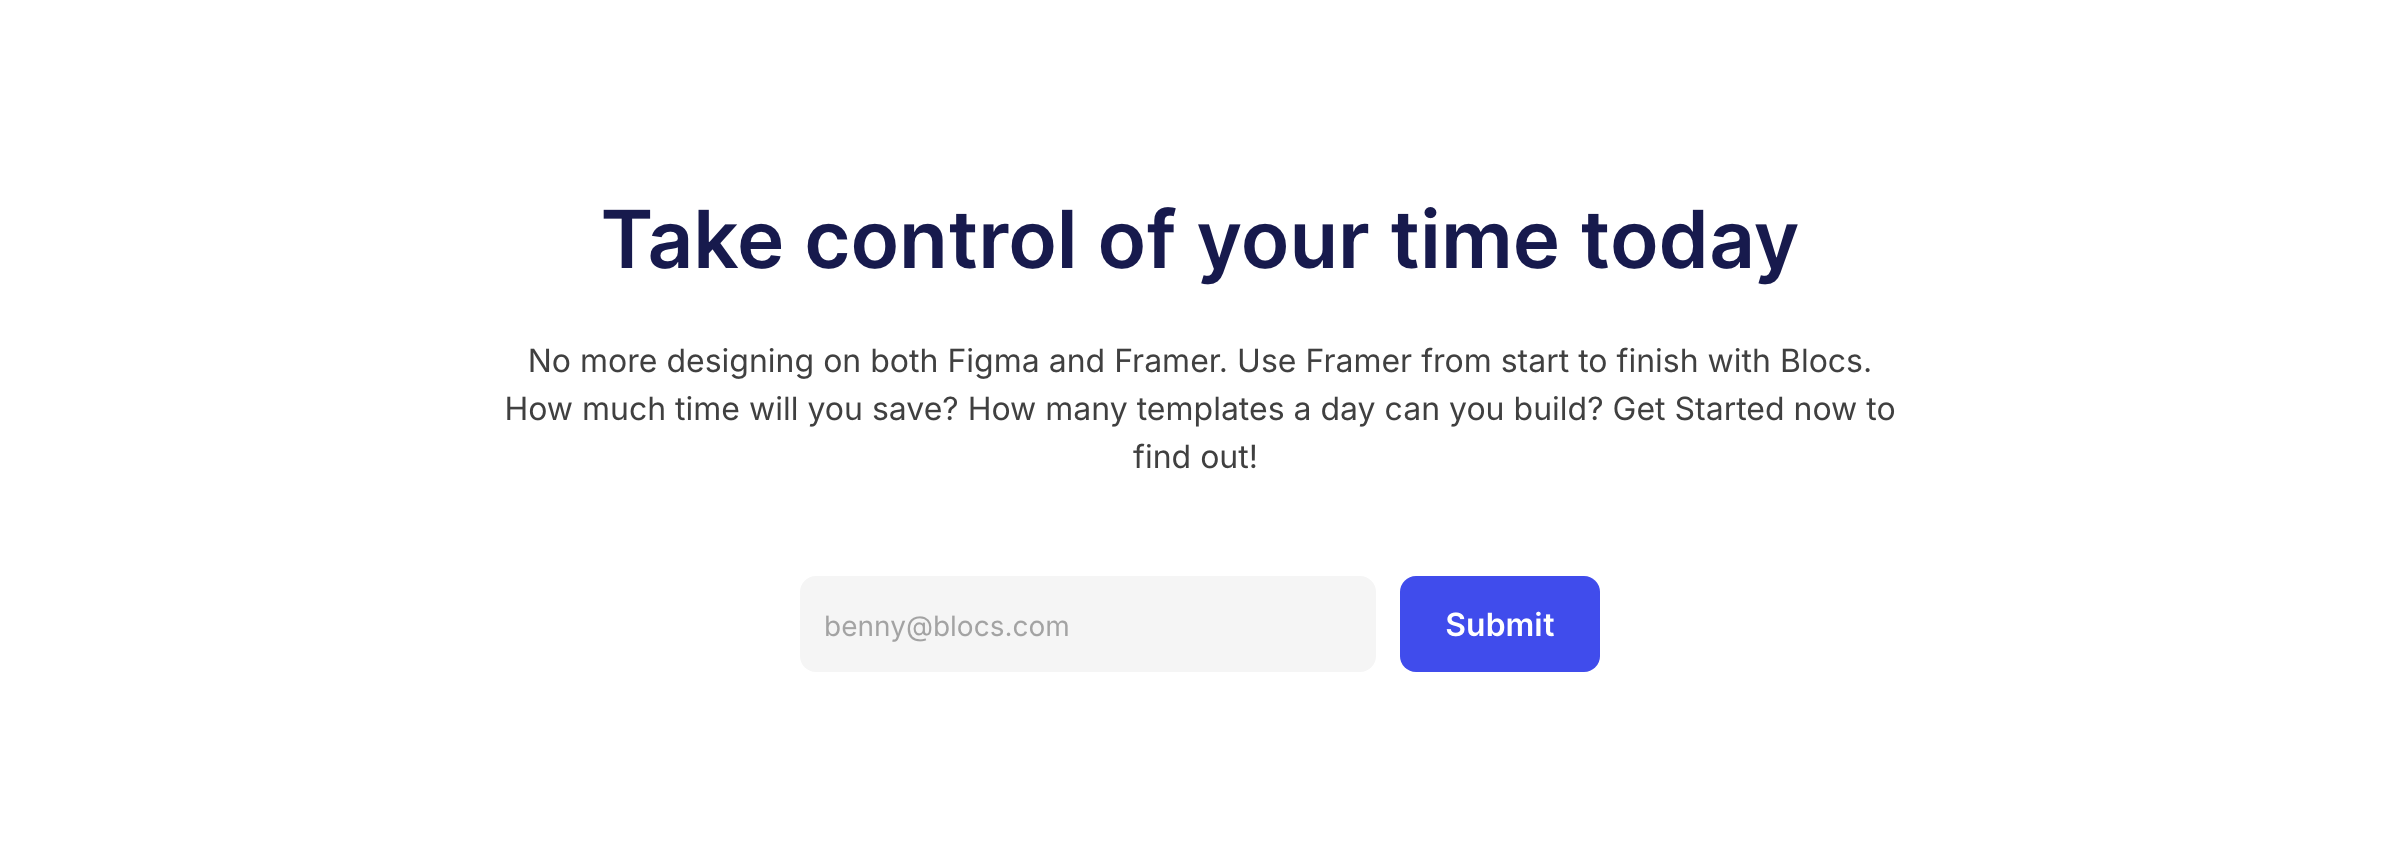 Take control of your time today
No more designing on both Figma and Framer. Use Framer from start to finish with Blocs.
How much time will you save? How many templates a day can you build? Get Started now to
find out!
benny@blocs.com
Submit